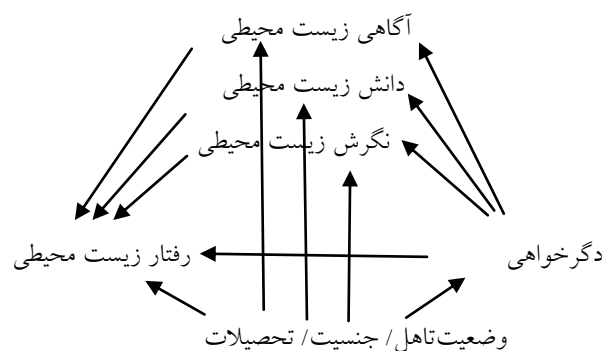 آگاهی زیست محیطی
دانش زیست محیطی
نگرش زیست محیطی
دگرخواهی
رفتار زیست محیطی
وضعیت تاهل/ جنسیت/ تحصیلات